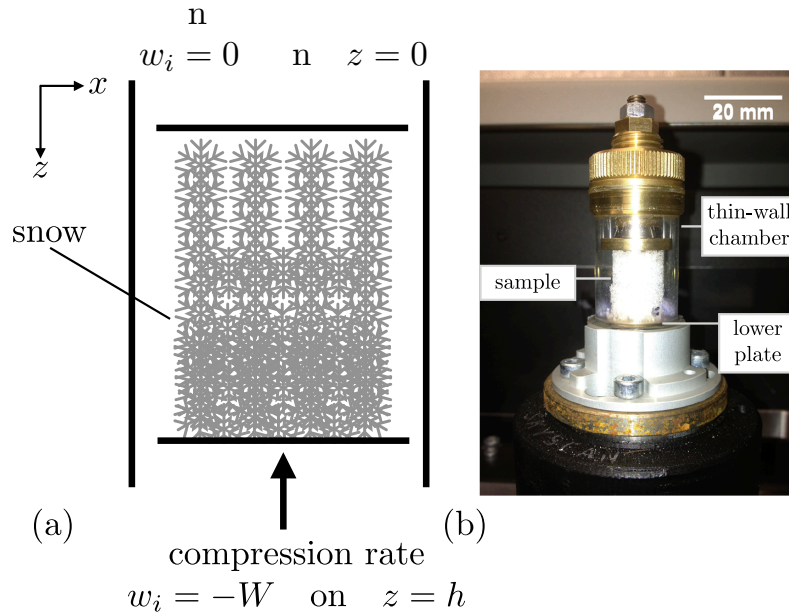 n
w_i = 0 n z = 0
x
z
snow
(a)
compression rate
w_i = −W on z = h
20 mm
thin-wall
chamber
sample
lower
plate
(b)